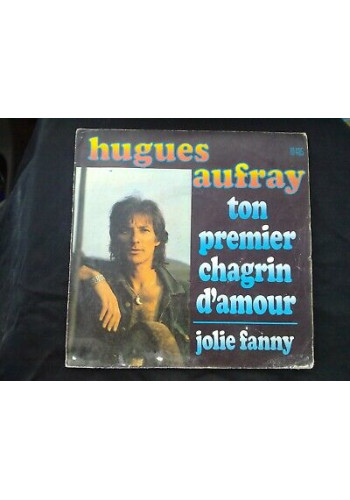 hugues
aufray
ton
premier
chagrin
d'amour
jolie fanny